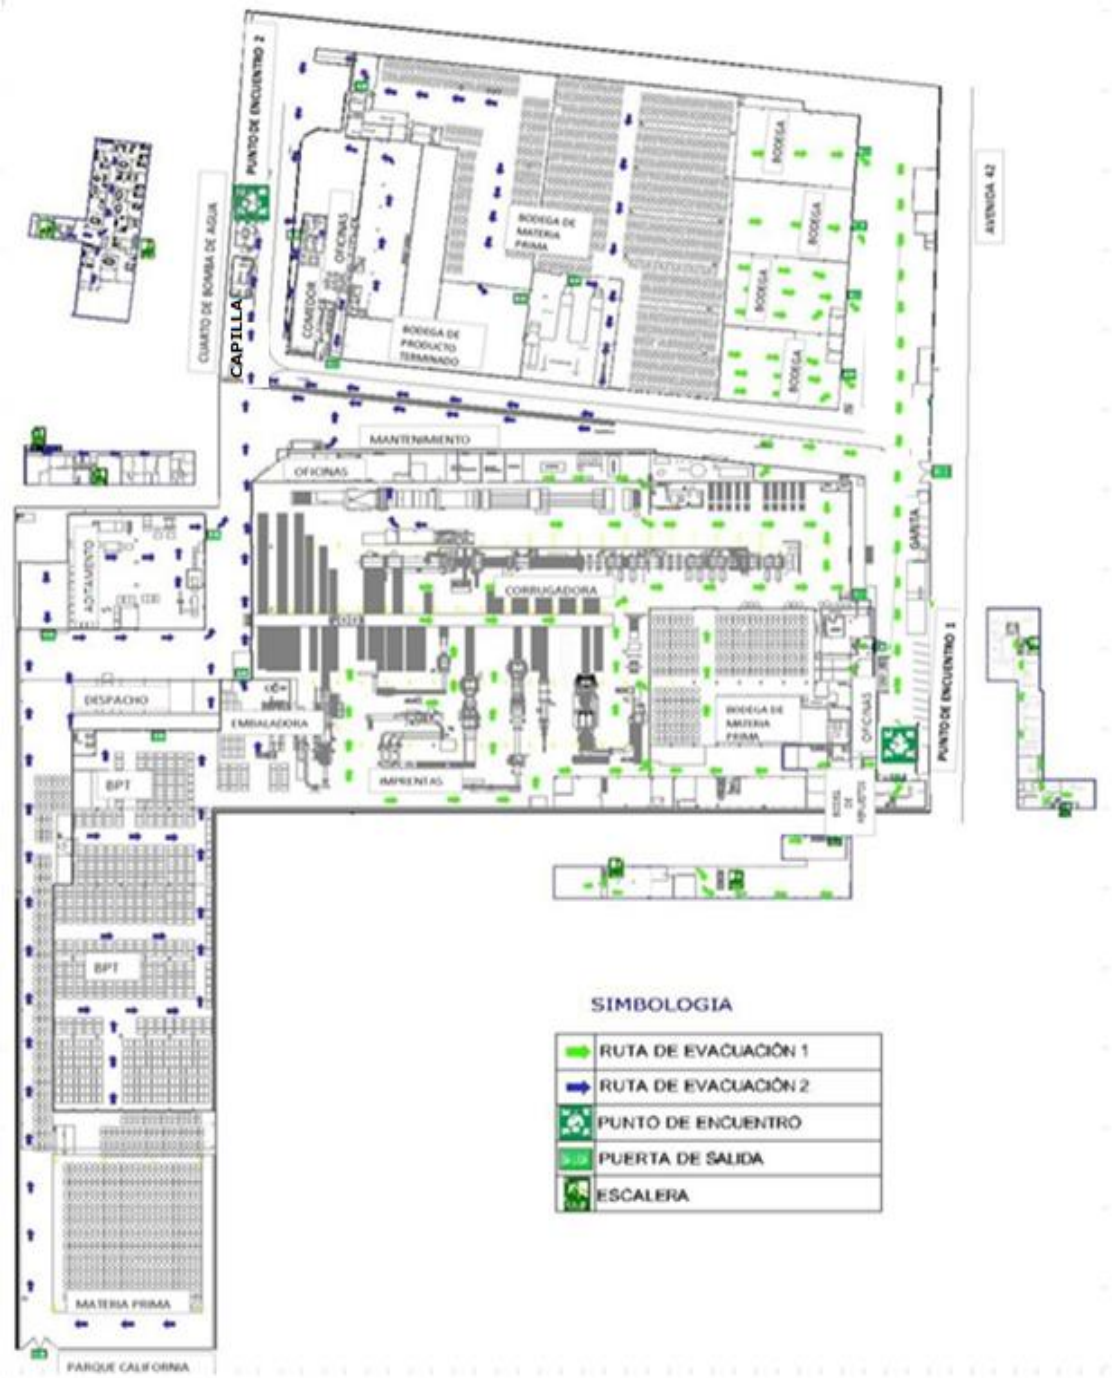 PUNTO DE ENCUENTRO 2
AVENIDA 42
BODEGA
BODEGA
BODEGA
BODEGA
BODEGA DE
MATERIA
PRIMA
OFICINAS
COMEDOR
BODEGA DE
PRODUCTO
TERMINADO
CUARTO DE BOMBA DE AGUA
CAPILLA
MANTENIMIENTO
OFICINAS
GARITA
CORRUGADORA
DESPACHO
EMBALADORA
IMPRENTAS
BODEGA DE
MATERIA
PRIMA
OFICINAS
PUNTO DE ENCUENTRO 1
BPT
BPT
MATERIA PRIMA
PARQUE CALIFORNIA
SIMBOLOGIA
RUTA DE EVACUACIÓN 1
RUTA DE EVACUACIÓN 2
PUNTO DE ENCUENTRO
PUERTA DE SALIDA
ESCALERA